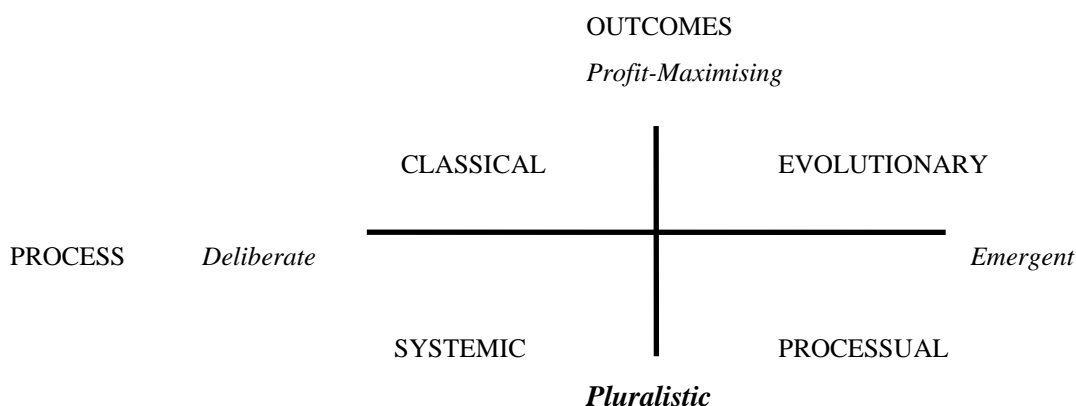 OUTCOMES
Profit-Maximising
CLASSICAL EVOLUTIONARY
PROCESS Deliberate Emergent
SYSTEMIC PROCESSUAL
Pluralistic